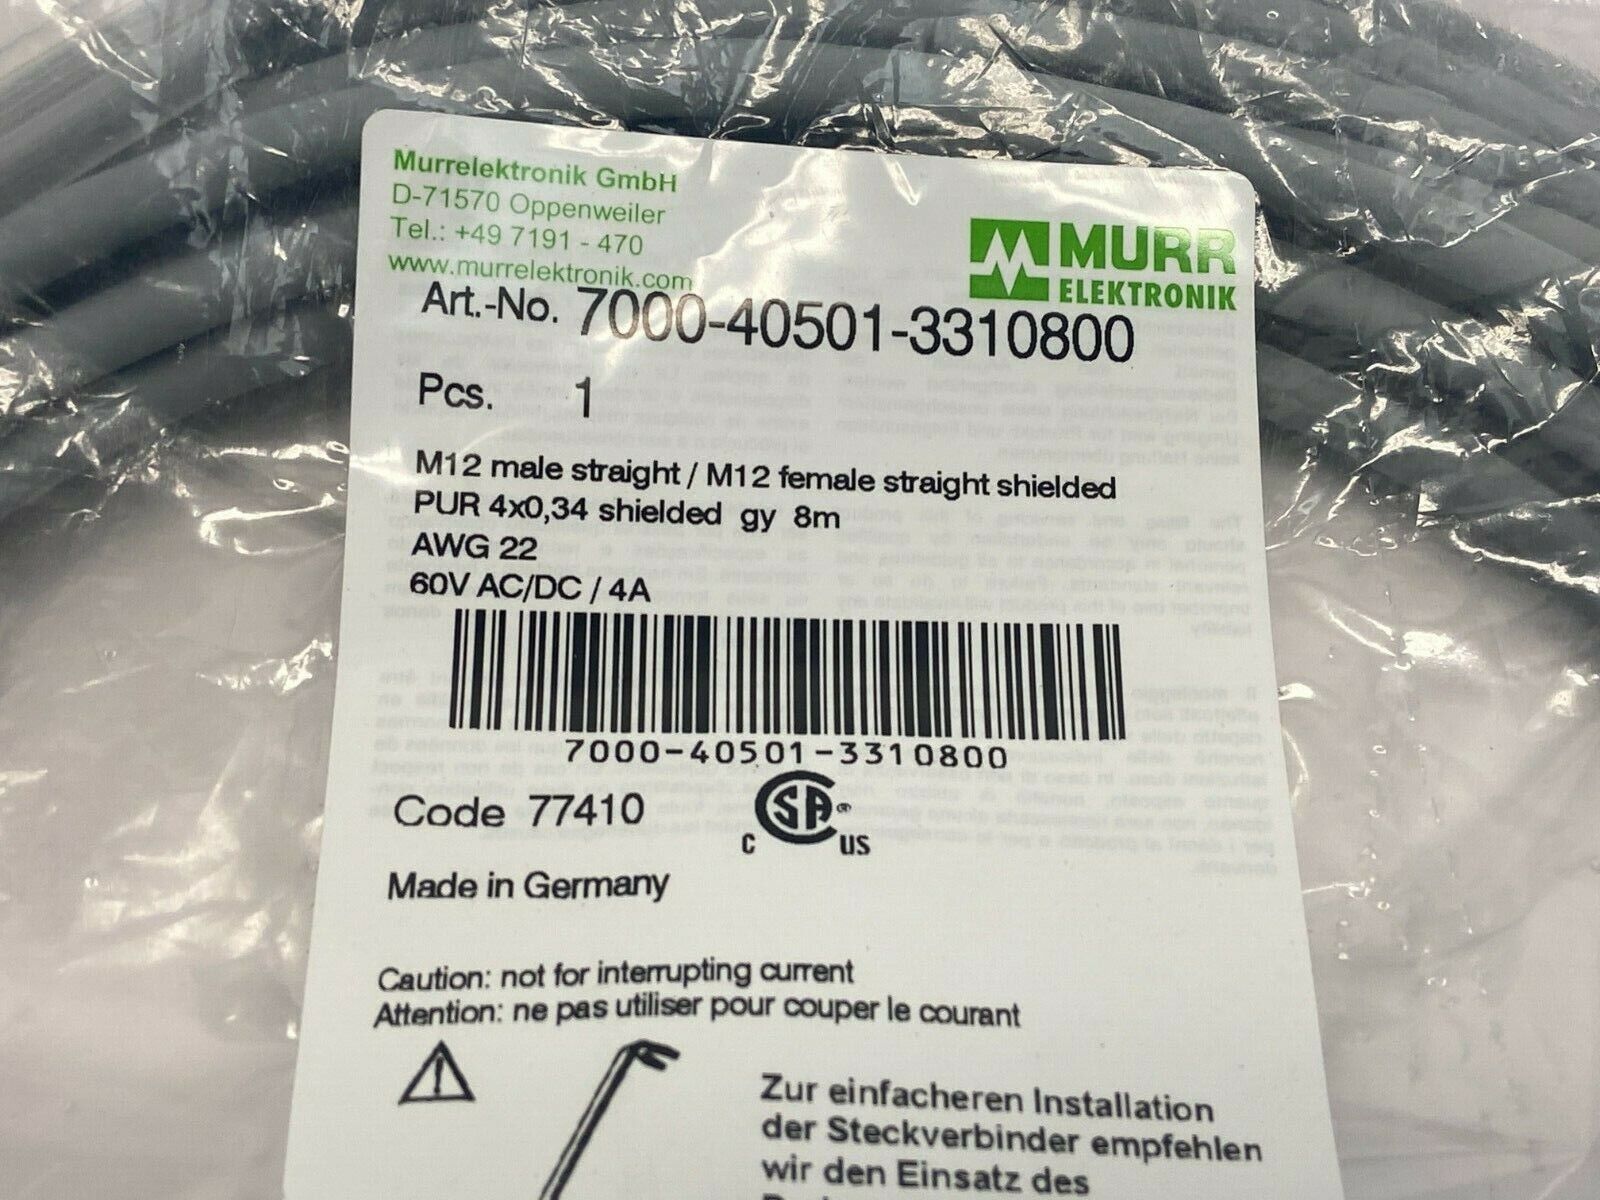 Murrelektronik GmbH
D-71570 Oppenweiler
Tel.: +49 7191 - 470
www.murrelektronik.com
MURR
ELEKTRONIK
Art.-No. 7000-40501-3310800
Pcs. 1
M12 male straight / M12 female straight shielded
PUR 4x0,34 shielded gy 8m
AWG 22
60V AC/DC / 4A
7000-40501-3310800
Code 77410
C SA ® C US
Made in Germany
Caution: not for interrupting current
Attention: ne pas utiliser pour couper le courant
Zur einfacheren Installation
der Steckverbinder empfehlen
wir den Einsatz des